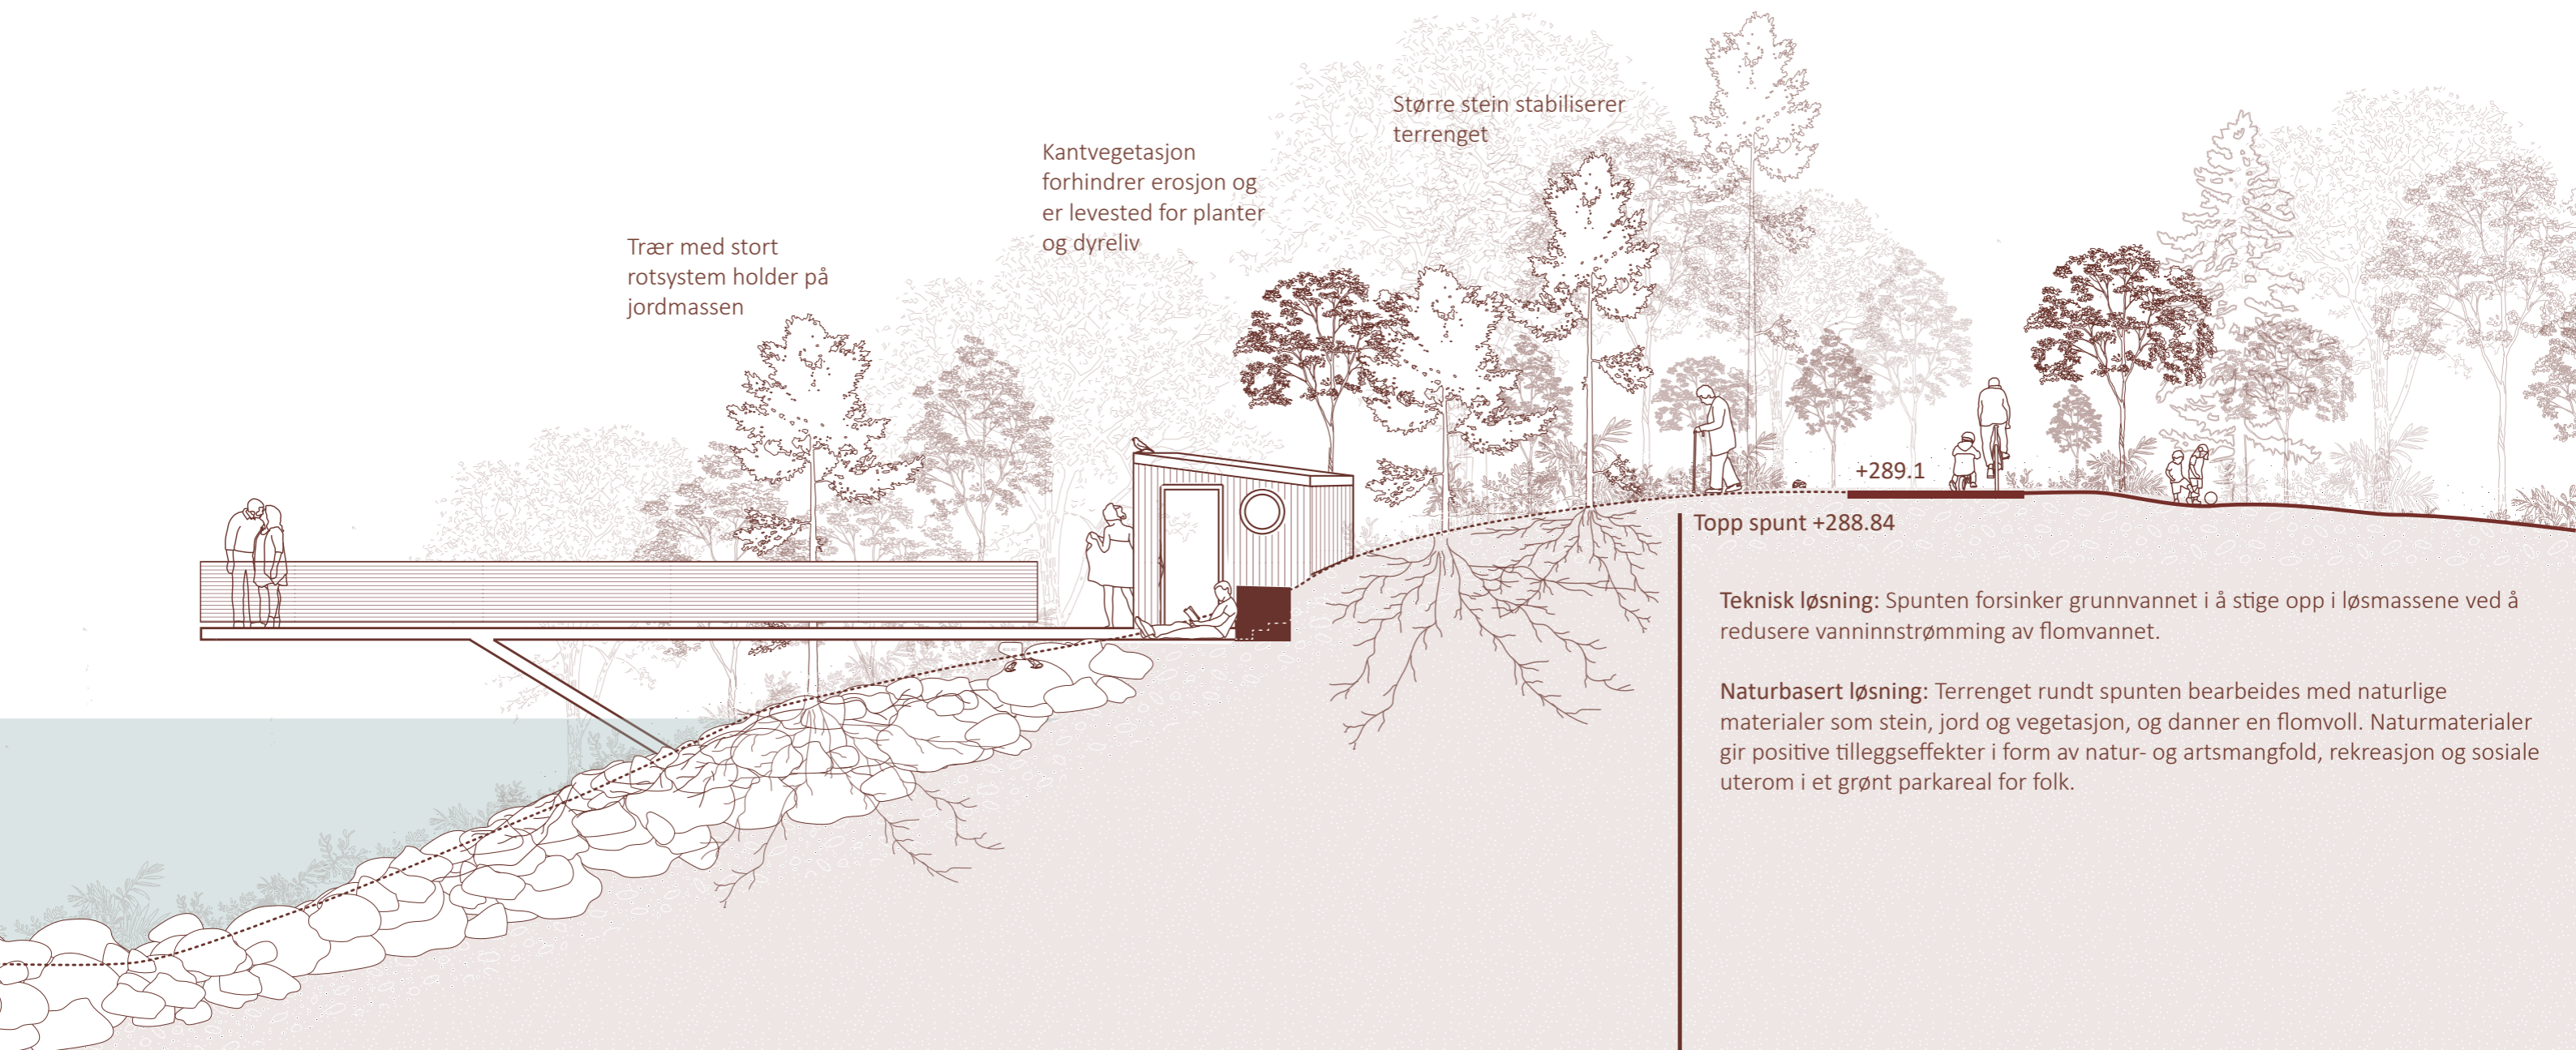 Større stein stabiliserer
terrenget
Kantvegetasjon
forhindrer erosjon og
er levested for planter
og dyreliv
Trær med stort
rotsystem holder på
jordmassen
+289.1
Topp spunt +288.84
Teknisk løsning: Spunten forsinker grunnvannet i å stige opp i løsmassene ved å
redusere vanninnstrømming av flomvannet.
Naturbasert løsning: Terrenget rundt spunten bearbeides med naturlige
materialer som stein, jord og vegetasjon, og danner en flomvoll. Naturmaterialer
gir positive tilleggseffekter i form av natur- og artsmangfold, rekreasjon og sosiale
uterom i et grønt parkareal for folk.